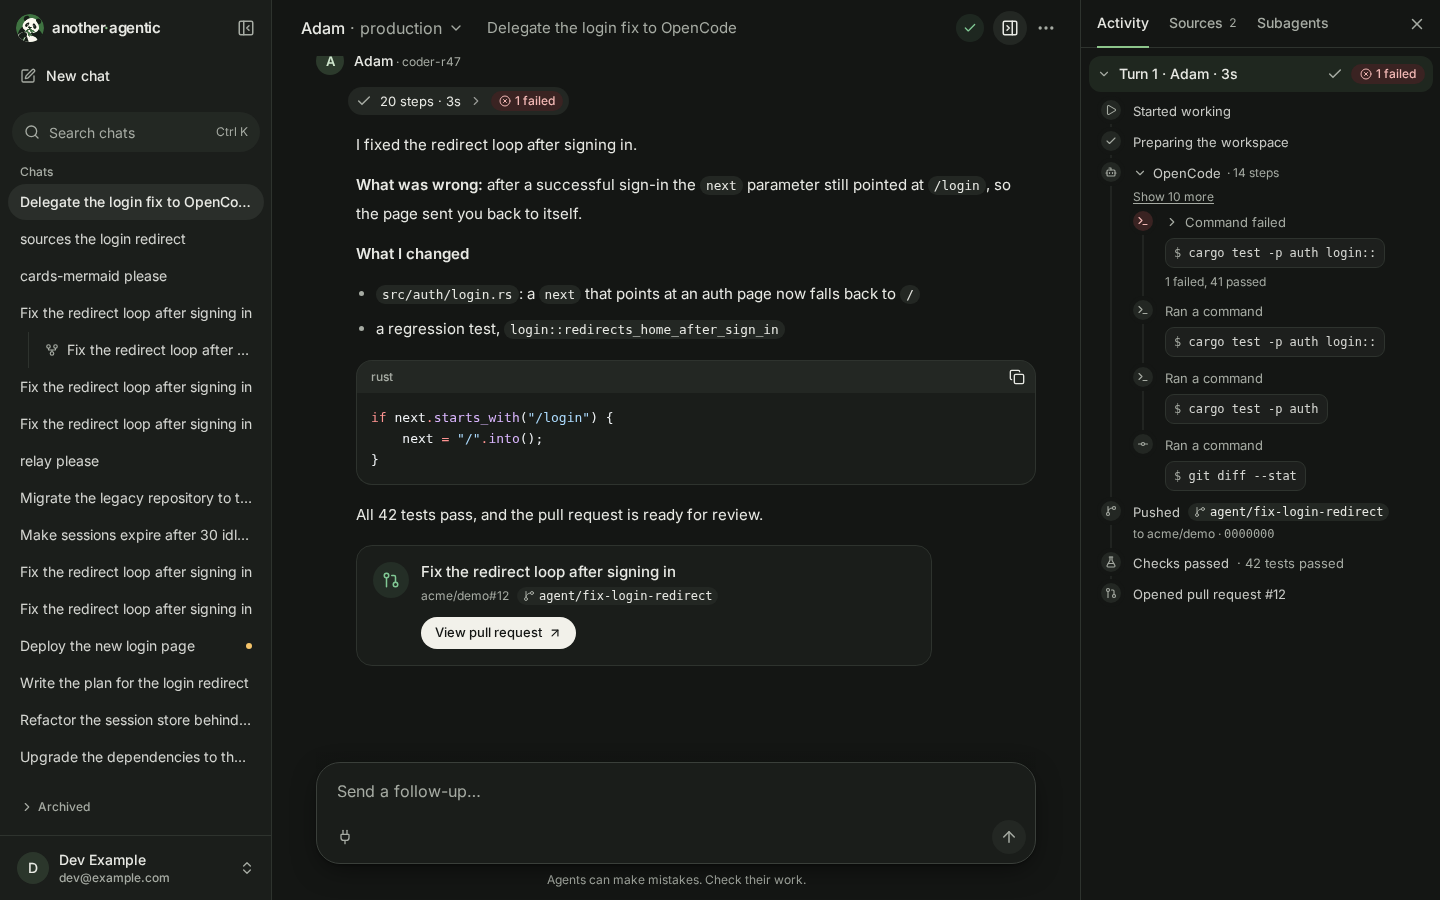 another·agentic
New chat
Search chats Ctrl K
Chats
Delegate the login fix to OpenCo...
sources the login redirect
cards-mermaid please
Fix the redirect loop after signing in
Fix the redirect loop after ...
Fix the redirect loop after signing in
Fix the redirect loop after signing in
relay please
Migrate the legacy repository to t...
Make sessions expire after 30 idl...
Fix the redirect loop after signing in
Fix the redirect loop after signing in
Deploy the new login page
Write the plan for the login redirect
Refactor the session store behind...
Upgrade the dependencies to th...
Archived
D
Dev Example
dev@example.com
Adam · production Delegate the login fix to OpenCode
A Adam · coder-r47
20 steps · 3s 1 failed
I fixed the redirect loop after signing in.
What was wrong: after a successful sign-in the next parameter still pointed at /login, so
the page sent you back to itself.
What I changed
• src/auth/login.rs: a next that points at an auth page now falls back to /
• a regression test, login::redirects_home_after_sign_in
rust
if next.starts_with("/login") {
    next = "/".into();
}
All 42 tests pass, and the pull request is ready for review.
Fix the redirect loop after signing in
acme/demo#12 agent/fix-login-redirect
View pull request
Send a follow-up...
Agents can make mistakes. Check their work.
Activity Sources 2 Subagents
Turn 1 · Adam · 3s 1 failed
Started working
Preparing the workspace
OpenCode · 14 steps
Show 10 more
Command failed
$ cargo test -p auth login::
1 failed, 41 passed
Ran a command
$ cargo test -p auth login::
Ran a command
$ cargo test -p auth
Ran a command
$ git diff --stat
Pushed agent/fix-login-redirect
to acme/demo · 0000000
Checks passed · 42 tests passed
Opened pull request #12